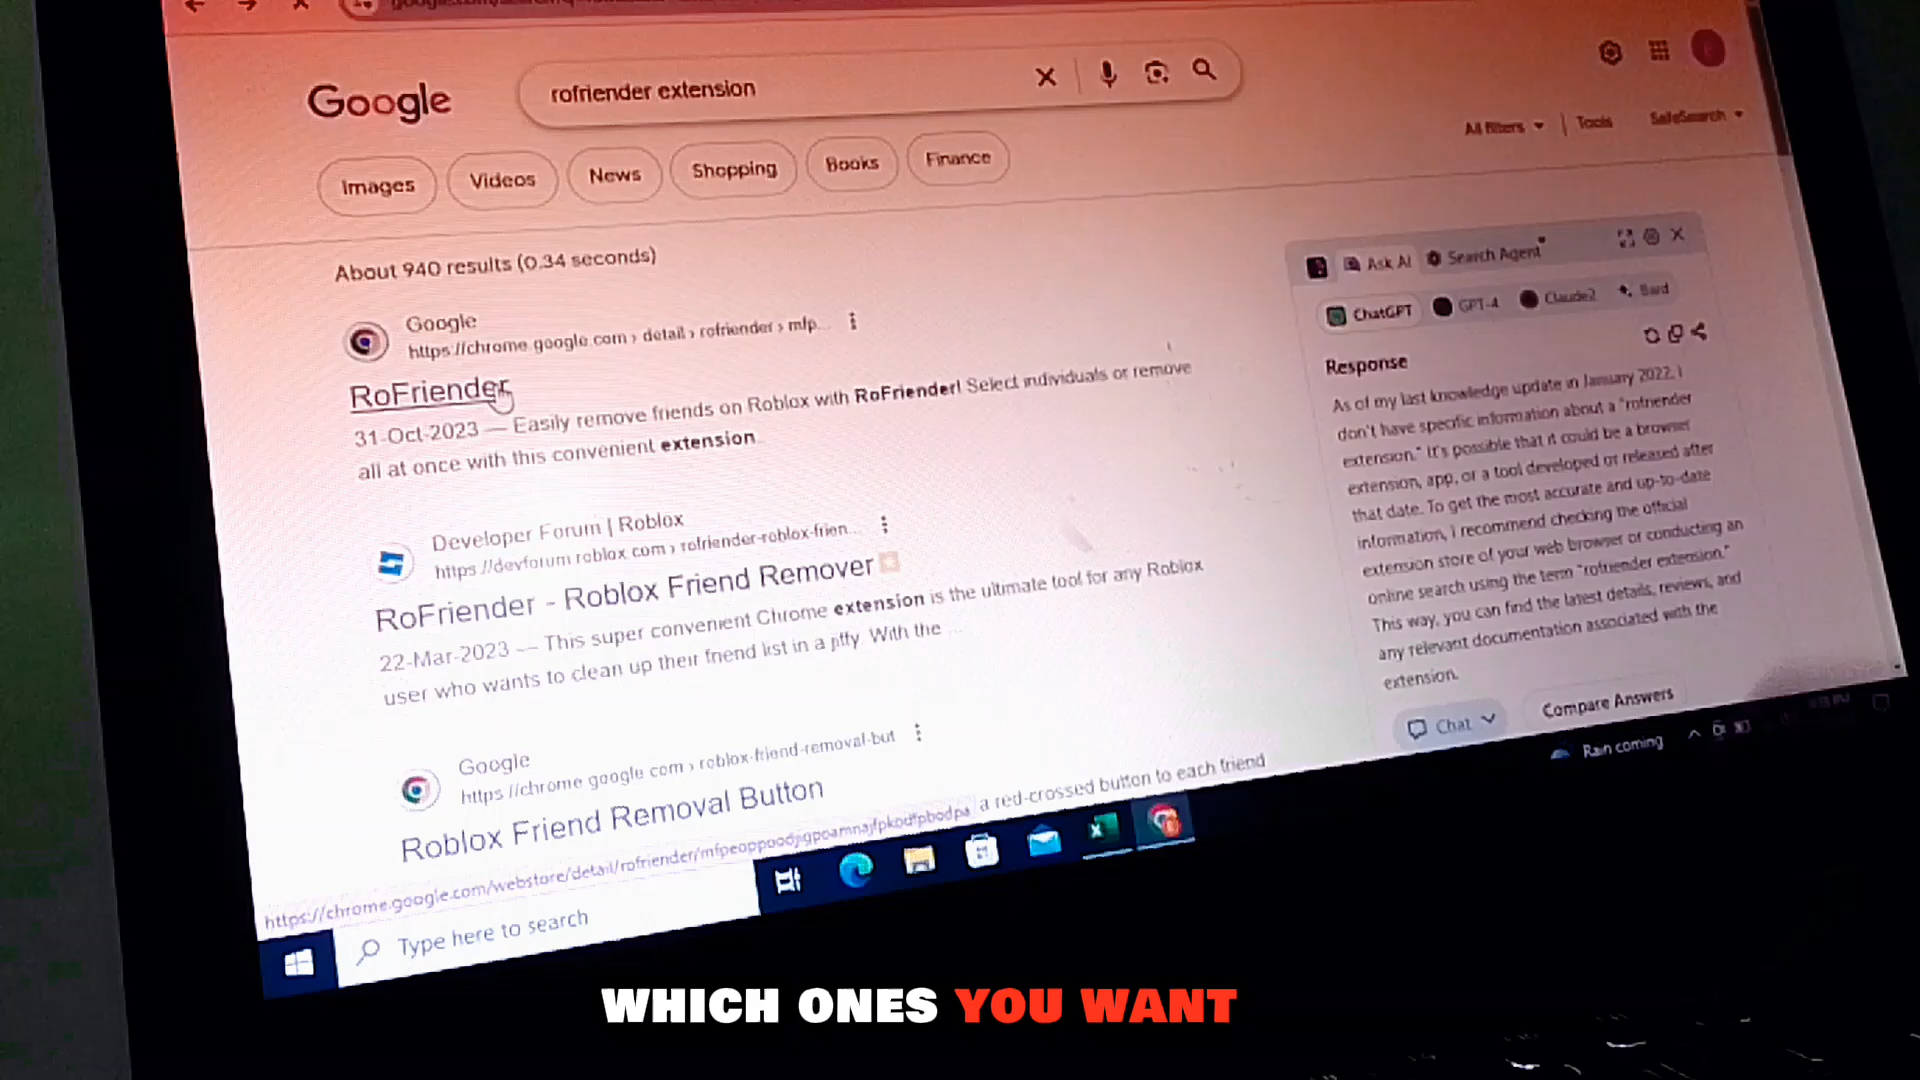 Google
rofriender extension
All filters
Tools
SafeSearch
Images
Videos
News
Shopping
Books
Finance
About 940 results (0.34 seconds)
Google
https://chrome.google.com › detail › rofriender › mfp...
RoFriender
31-Oct-2023 — Easily remove friends on Roblox with RoFriender! Select individuals or remove
all at once with this convenient extension.
Developer Forum | Roblox
https://devforum.roblox.com › rofriender-roblox-frien...
RoFriender - Roblox Friend Remover
22-Mar-2023 — This super convenient Chrome extension is the ultimate tool for any Roblox
user who wants to clean up their friend list in a jiffy. With the ...
Google
https://chrome.google.com › roblox-friend-removal-but
Roblox Friend Removal Button
a red-crossed button to each friend
https://chrome.google.com/webstore/detail/rofriender/
Ask AI
Search Agent
ChatGPT
GPT-4
Claude2
Bard
Response
As of my last knowledge update in January 2022, I
don't have specific information about a "rofriender
extension." It's possible that it could be a browser
extension, app, or a tool developed or released after
that date. To get the most accurate and up-to-date
information, I recommend checking the official
extension store of your web browser or conducting an
online search using the term "rofriender extension."
This way, you can find the latest details, reviews, and
any relevant documentation associated with the
extension.
Chat
Compare Answers
Type here to search
Rain coming
WHICH ONES YOU WANT